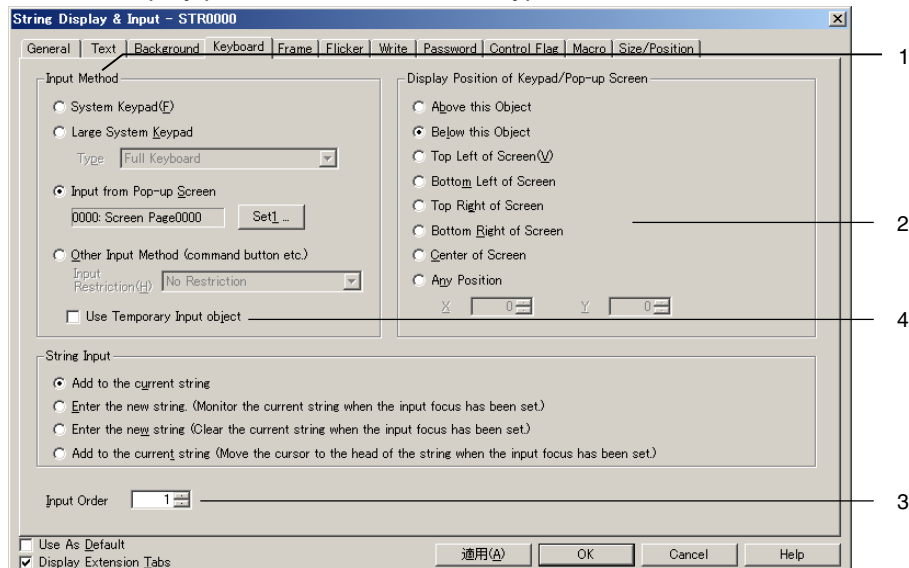 String Display & Input - STR0000
General Text Background Keyboard Frame Flicker Write Password Control Flag Macro Size/Position
1
Input Method
System Keypad(F)
Large System Keypad
Type Full Keyboard
Input from Pop-up Screen
0000: Screen Page0000 Set1 ...
Other Input Method (command button etc.)
Input Restriction(H) No Restriction
Use Temporary Input object
4
Display Position of Keypad/Pop-up Screen
Above this Object
Below this Object
Top Left of Screen(V)
Bottom Left of Screen
Top Right of Screen
Bottom Right of Screen
Center of Screen
Any Position
X 0 Y 0
2
String Input
Add to the current string
Enter the new string. (Monitor the current string when the input focus has been set.)
Enter the new string (Clear the current string when the input focus has been set.)
Add to the current string (Move the cursor to the head of the string when the input focus has been set.)
Input Order 1
3
Use As Default
Display Extension Tabs
適用(A) OK Cancel Help